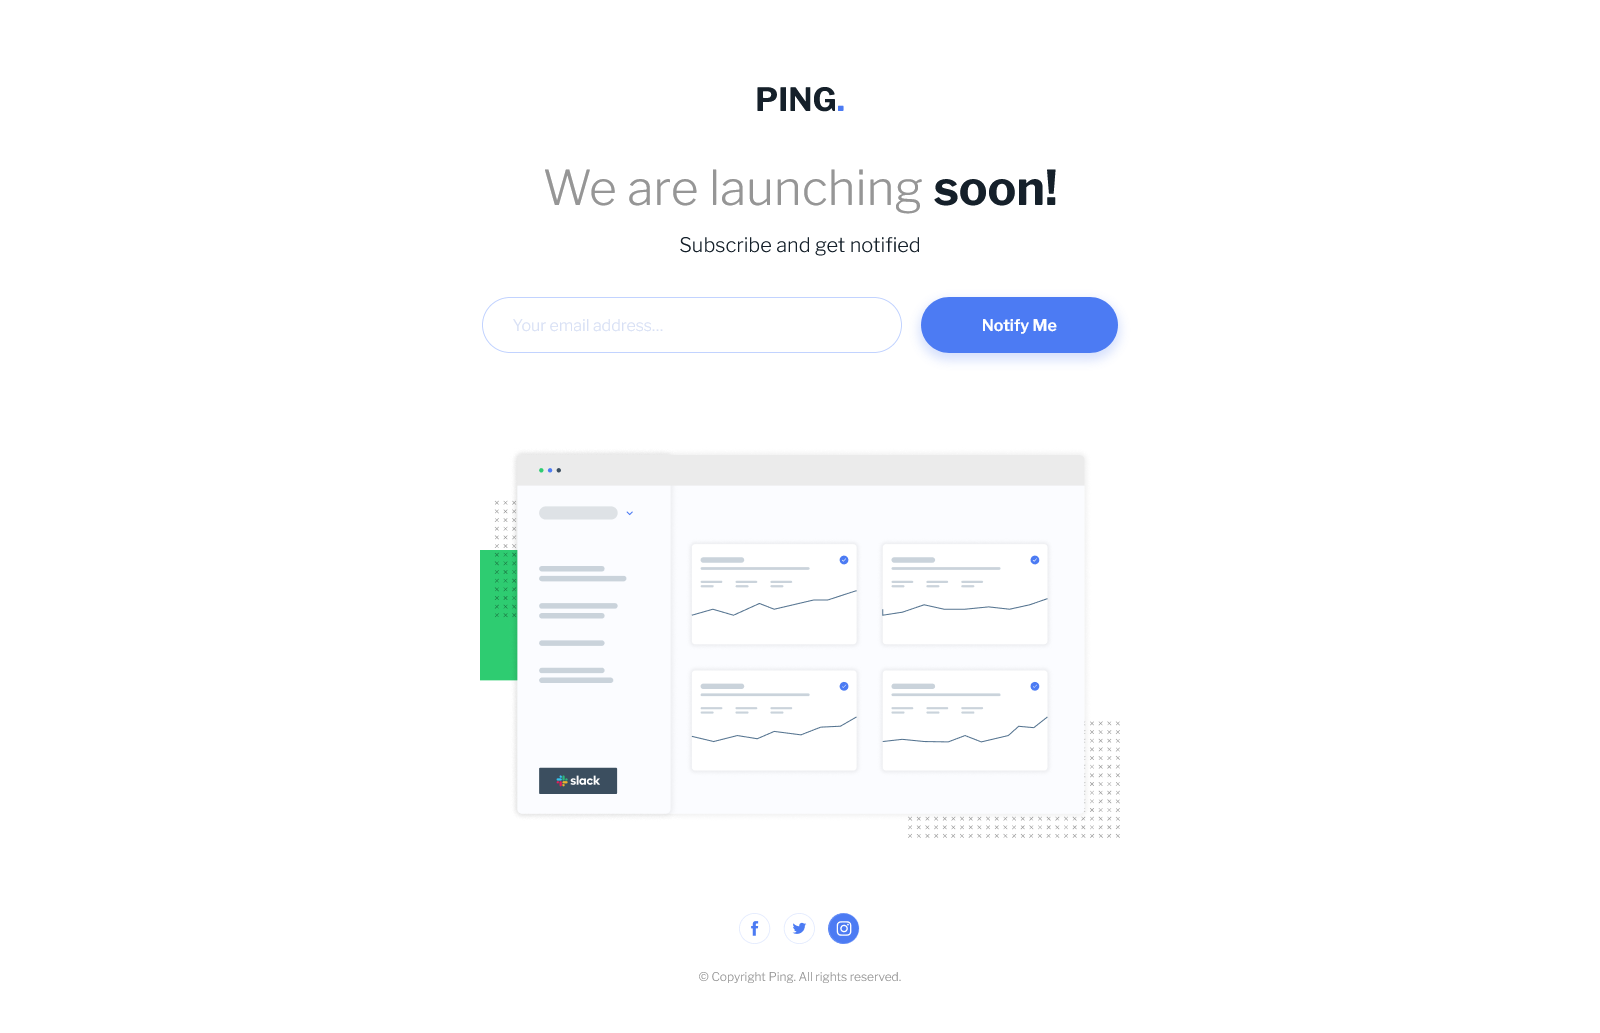 PING.
We are launching soon!
Subscribe and get notified
Your email address...
Notify Me
slack
© Copyright Ping. All rights reserved.